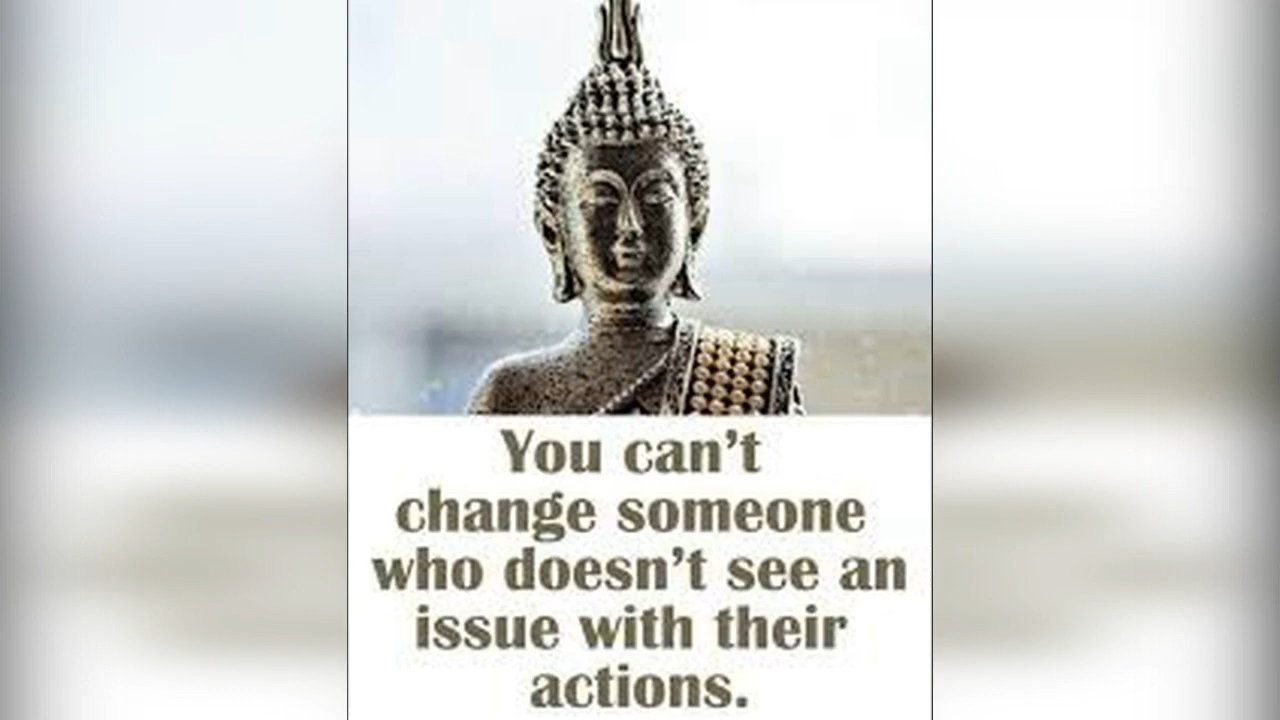 You can’t
change someone
who doesn’t see an
issue with their
actions.